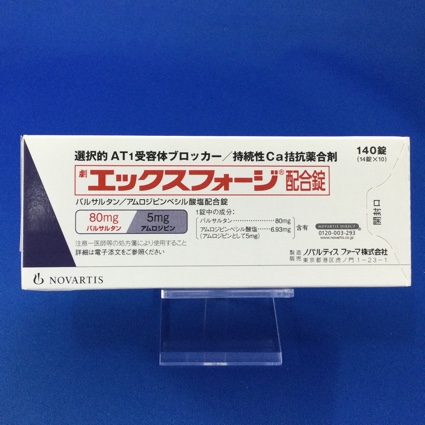 選択的 AT1受容体ブロッカー／持続性Ca拮抗薬合剤
140錠
(14錠×10)
劇 エックスフォージ® 配合錠
バルサルタン／アムロジピンベシル酸塩配合錠
80mg
バルサルタン
5mg
アムロジピン
1錠中の成分:
バルサルタン 80mg
アムロジピンベシル酸塩 6.93mg
(アムロジピンとして5mg)
含有
NOVARTIS DIRECT
0120-003-293
www.novartis.co.jp
開封口
注意－医師等の処方箋により使用すること
詳細は電子添文をご参照ください
製造販売
ノバルティス ファーマ株式会社
東京都港区虎ノ門1－23－1
NOVARTIS